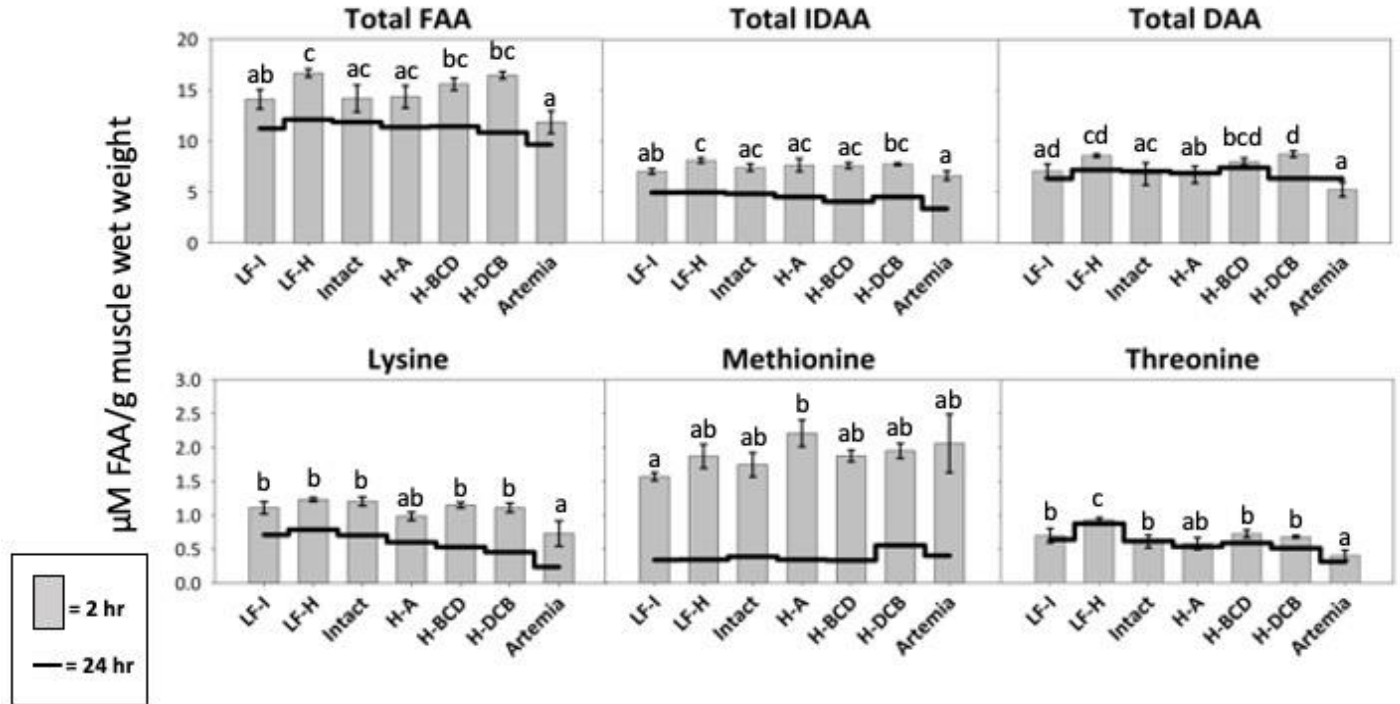 Total FAA Total IDAA Total DAA
20
15
10
5
0
ab c ac ac bc bc a
ab c ac ac ac bc a
ad cd ac ab bcd d a
LF-I LF-H Intact H-A H-BCD H-DCB Artemia
LF-I LF-H Intact H-A H-BCD H-DCB Artemia
LF-I LF-H Intact H-A H-BCD H-DCB Artemia
µM FAA/g muscle wet weight
Lysine Methionine Threonine
3.0
2.5
2.0
1.5
1.0
0.5
0.0
b b b ab b b a
a ab ab b ab ab ab
b c b ab b b a
LF-I LF-H Intact H-A H-BCD H-DCB Artemia
LF-I LF-H Intact H-A H-BCD H-DCB Artemia
LF-I LF-H Intact H-A H-BCD H-DCB Artemia
= 2 hr
= 24 hr